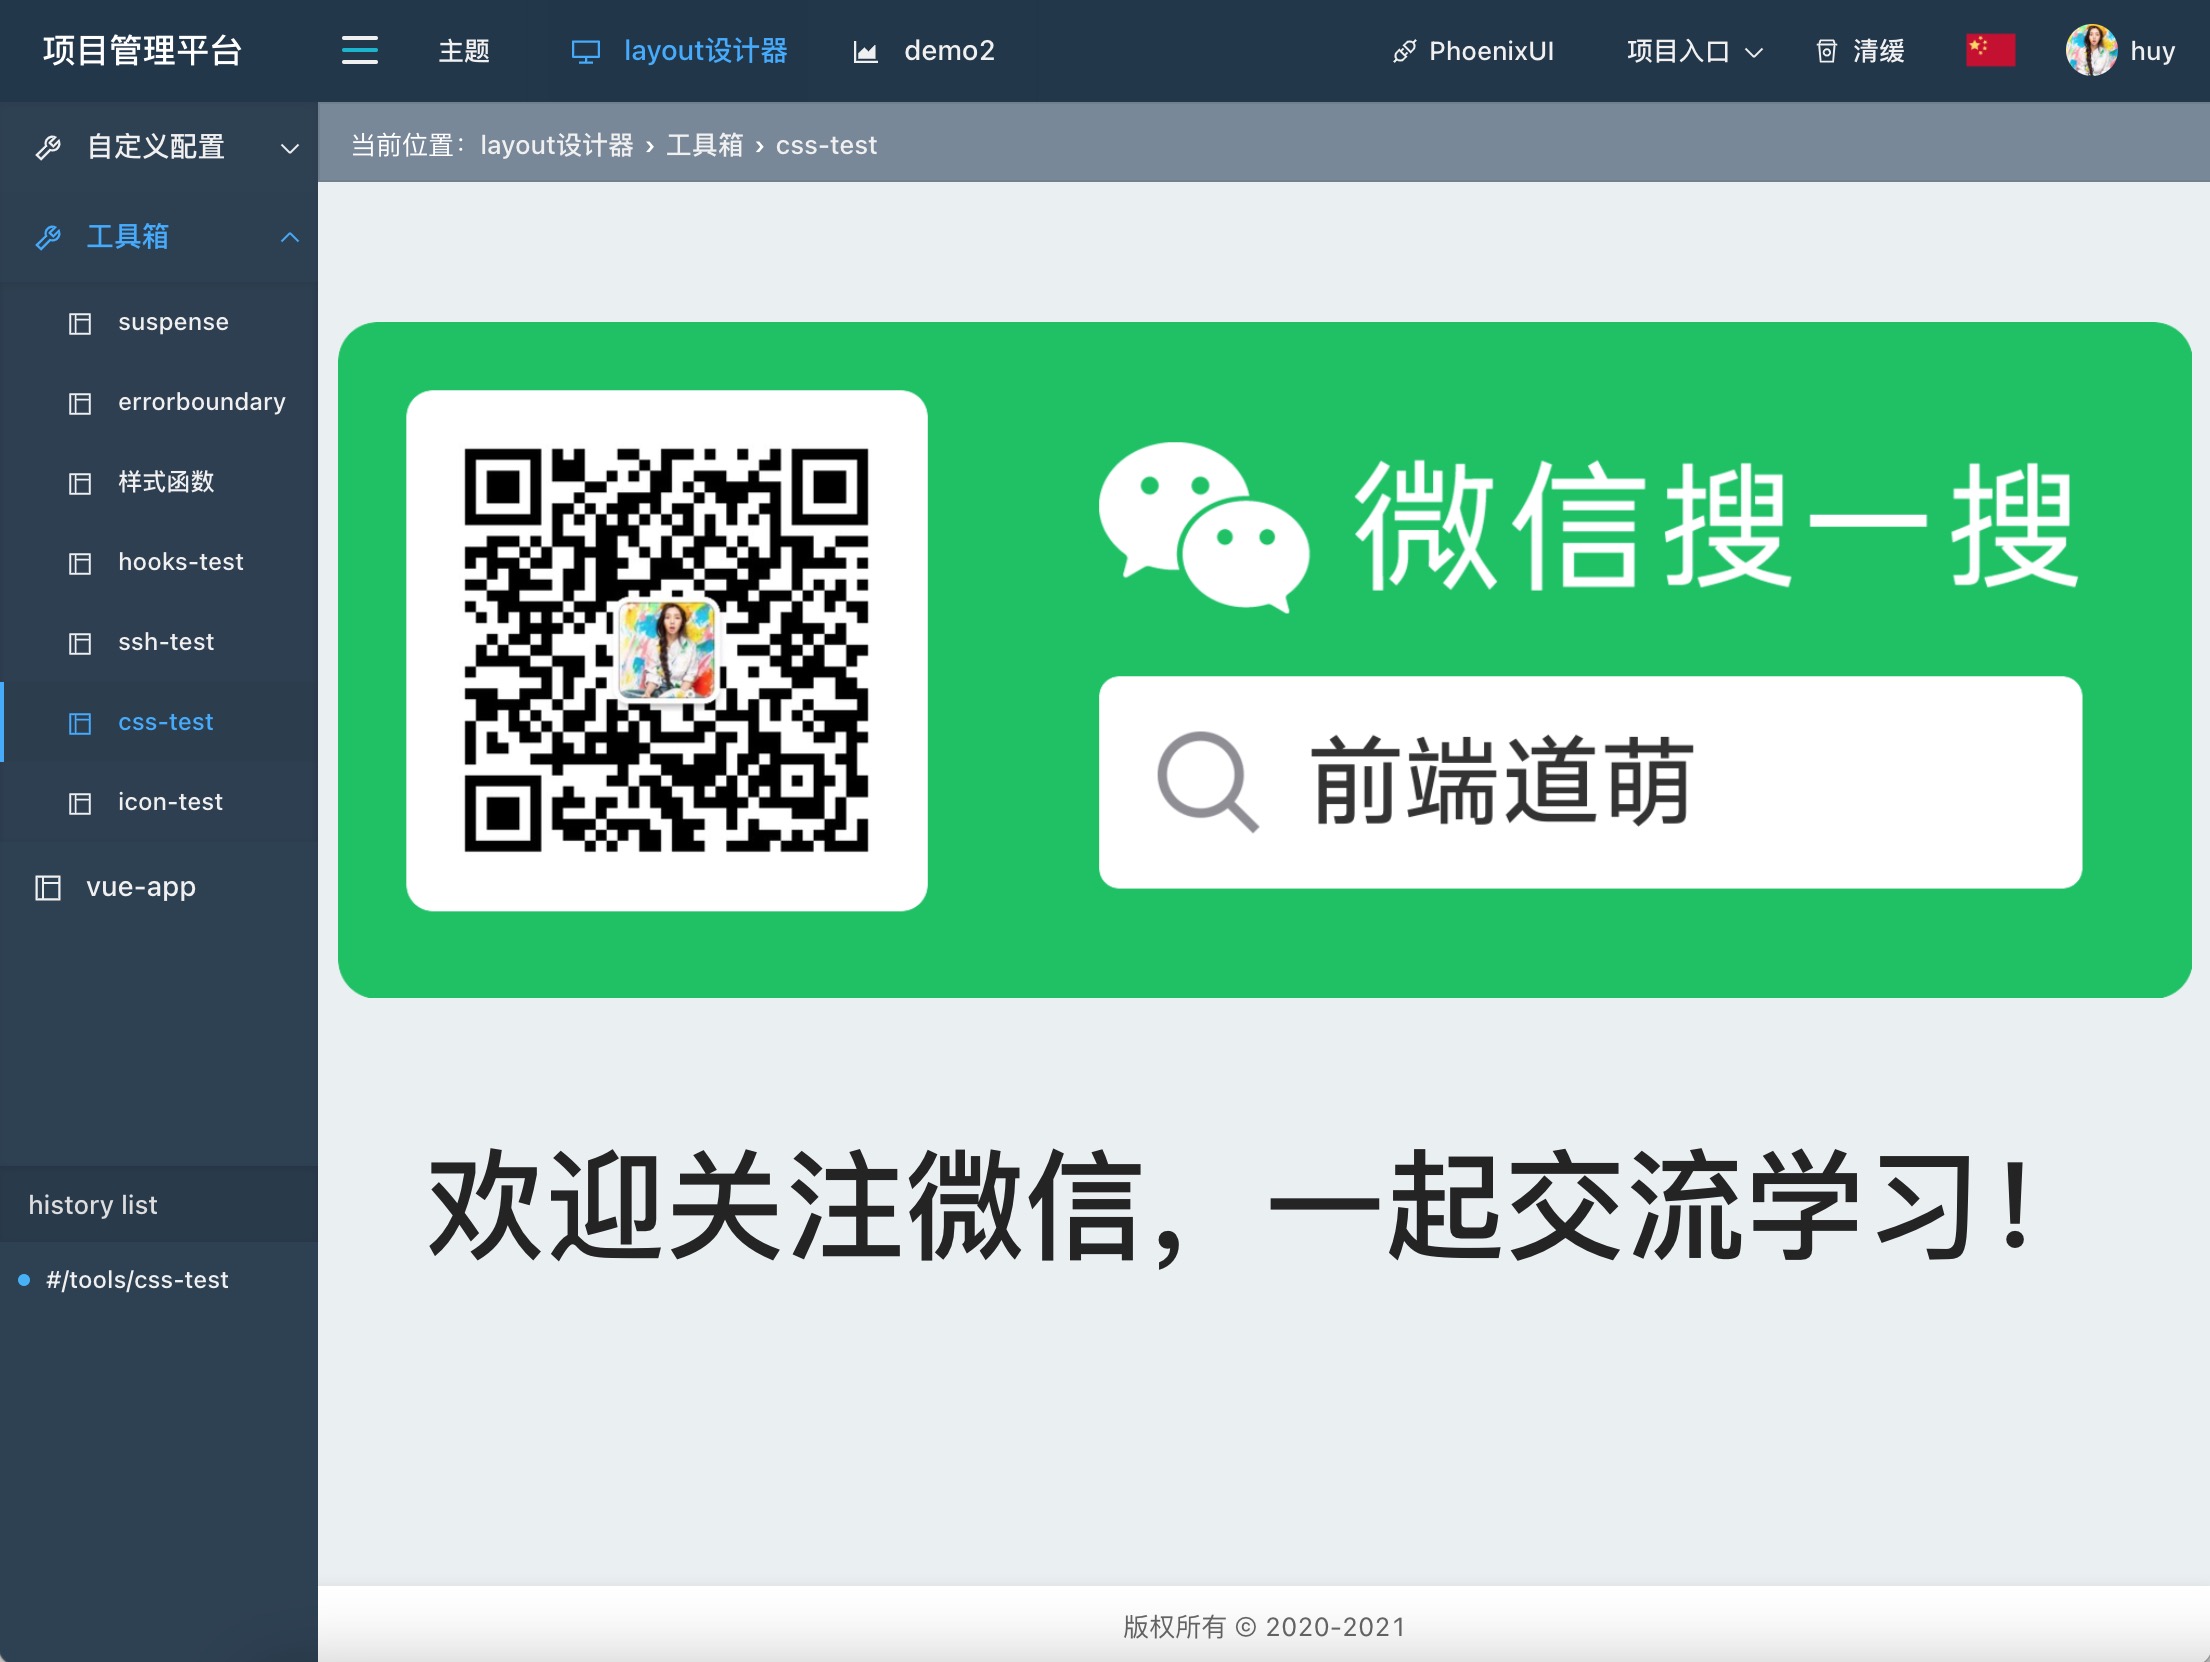 项目管理平台
主题
layout设计器
demo2
PhoenixUI
项目入口
清缓
huy
自定义配置
工具箱
suspense
errorboundary
样式函数
hooks-test
ssh-test
css-test
icon-test
vue-app
history list
#/tools/css-test
当前位置：layout设计器 › 工具箱 › css-test
微信搜一搜
前端道萌
欢迎关注微信，一起交流学习！
版权所有 © 2020-2021